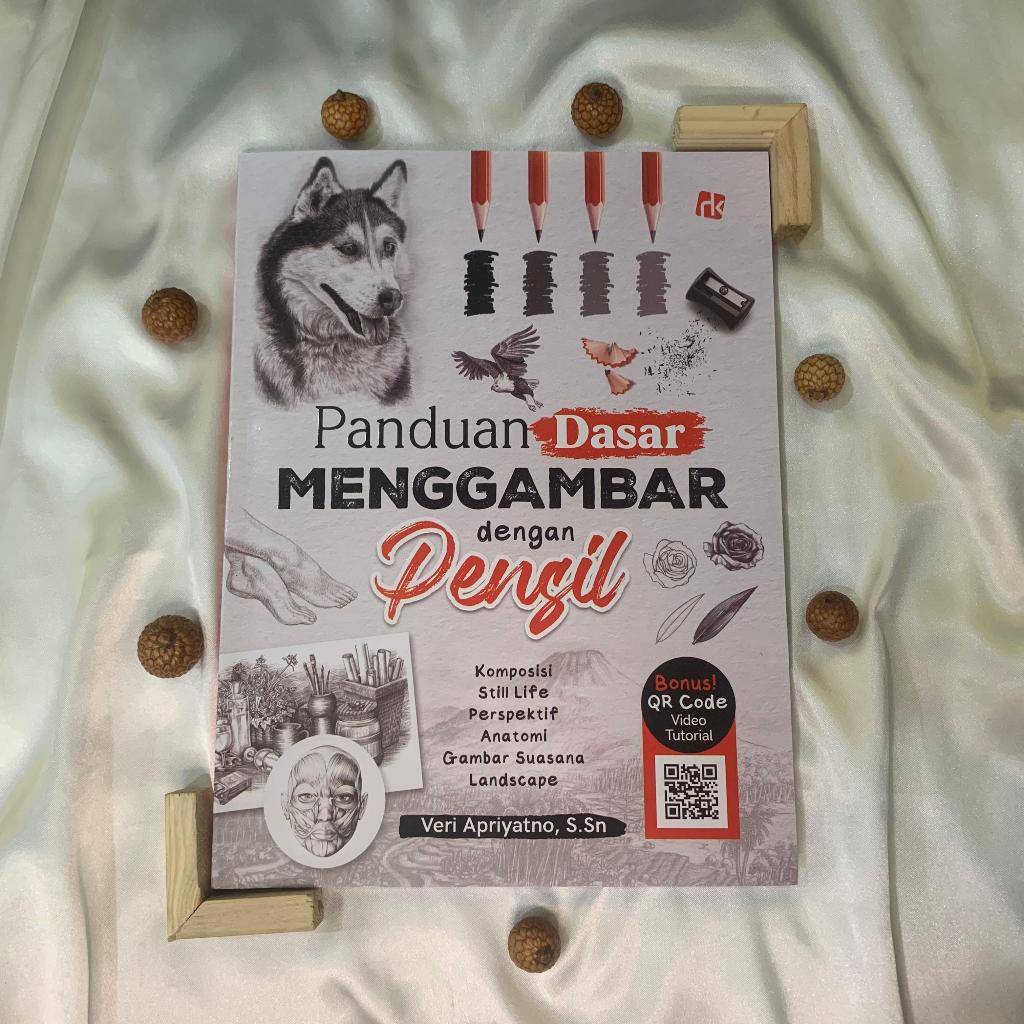 rk
Panduan Dasar
MENGGAMBAR
dengan
Pensil
Komposisi
Still Life
Perspektif
Anatomi
Gambar Suasana
Landscape
Bonus!
QR Code
Video
Tutorial
Veri Apriyatno, S.Sn